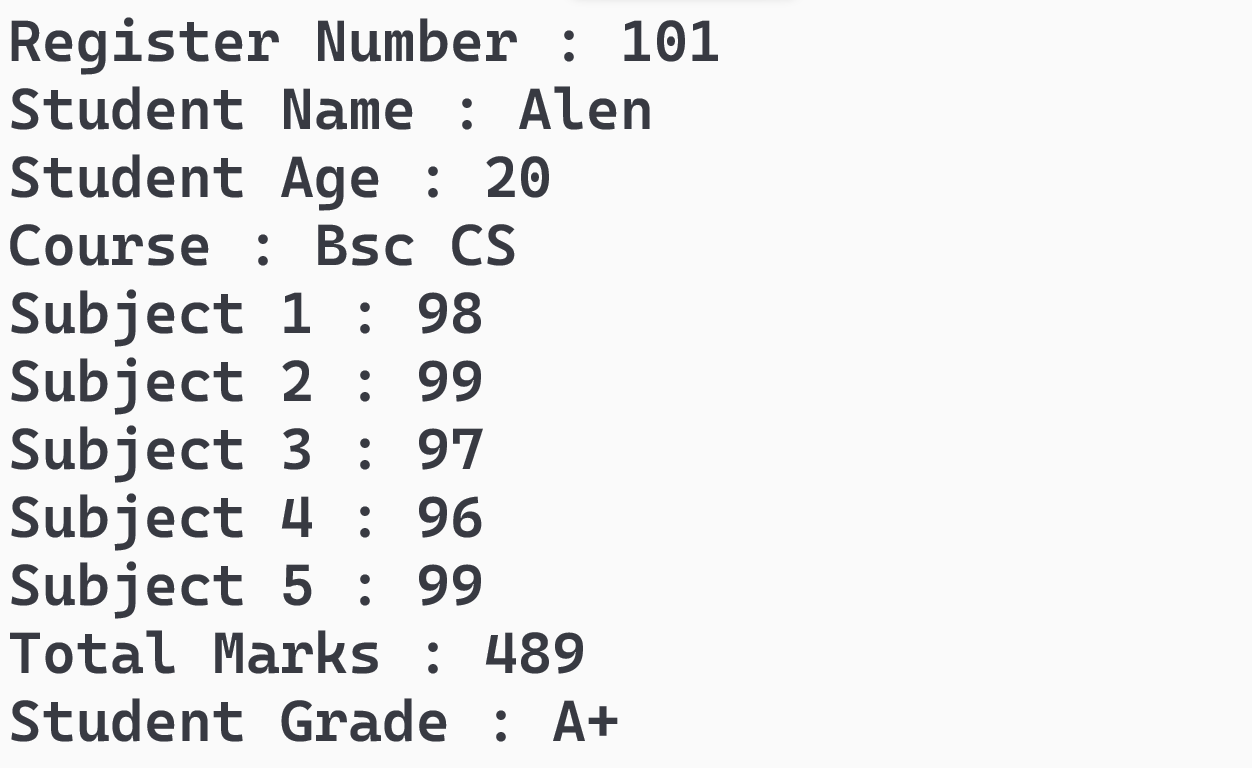 Register Number : 101
Student Name : Alen
Student Age : 20
Course : Bsc CS
Subject 1 : 98
Subject 2 : 99
Subject 3 : 97
Subject 4 : 96
Subject 5 : 99
Total Marks : 489
Student Grade : A+